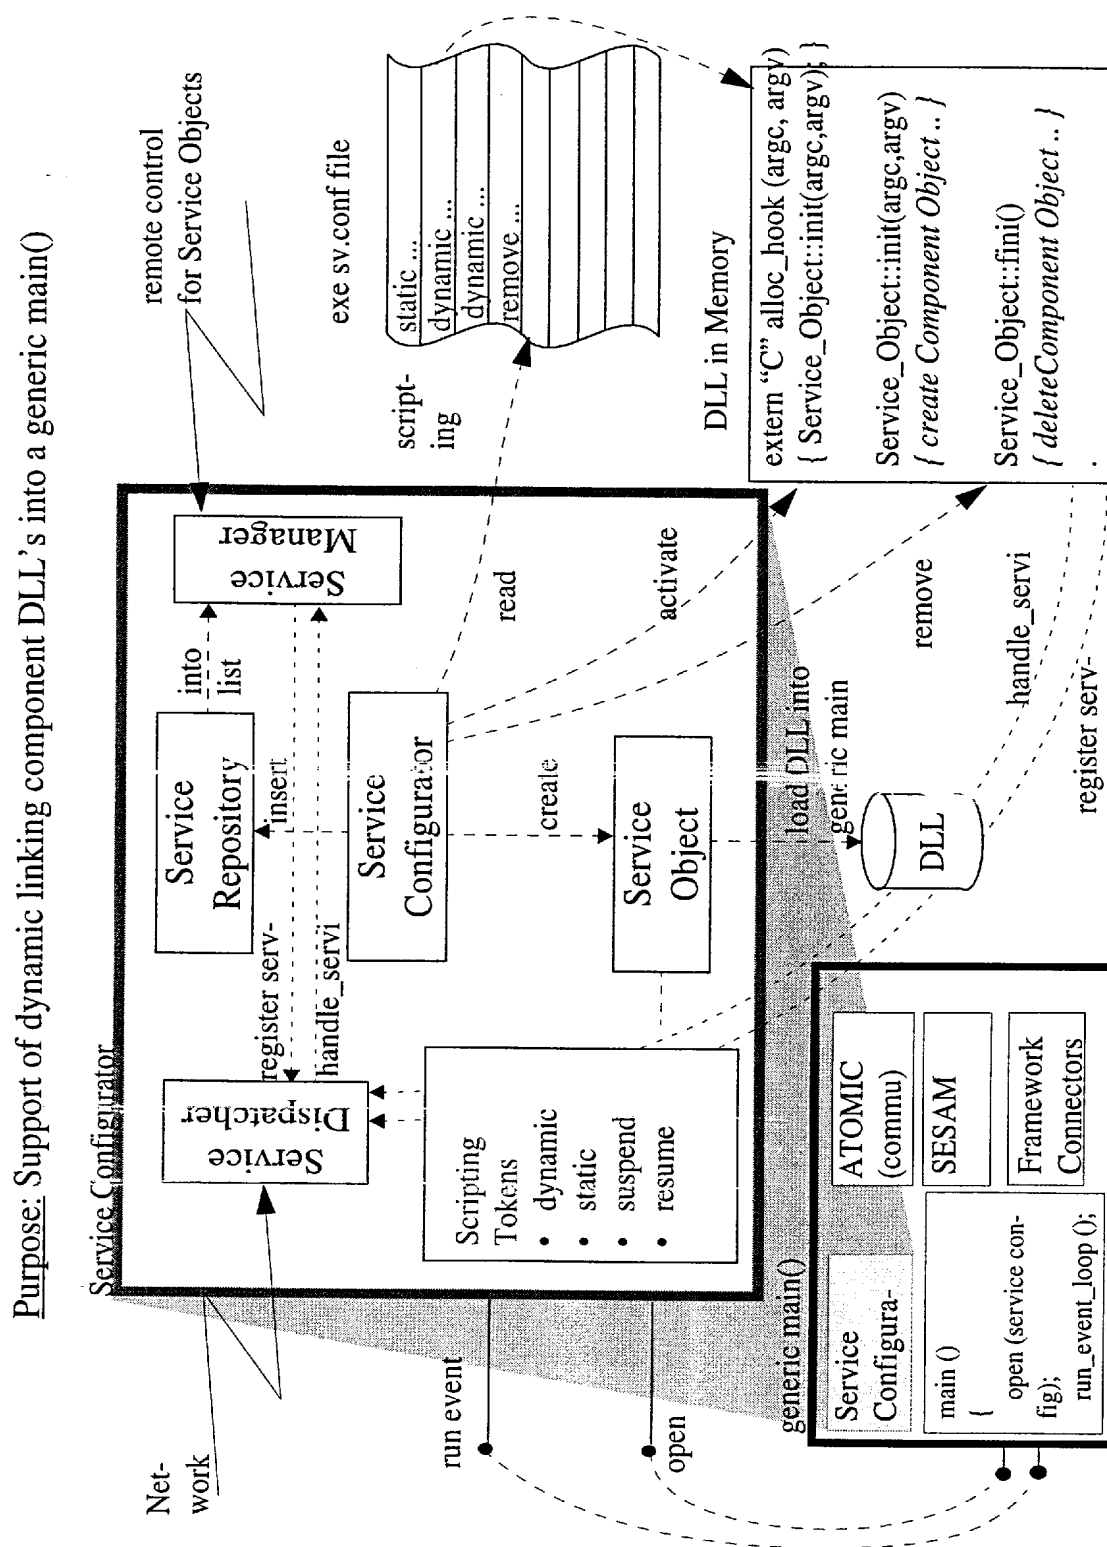 Purpose: Support of dynamic linking component DLL's into a generic main()
remote control
for Service Objects
exe sv.conf file
static ...
dynamic ...
dynamic ...
remove ...
script-
ing
DLL in Memory
extern “C” alloc_hook (argc, argv)
{ Service_Object::init(argc,argv); }
Service_Object::init(argc,argv)
{ create Component Object .. }
Service_Object::fini()
{ deleteComponent Object .. }
.
Service Configurator
Service
Manager
into
list
Service
Repository
insert
Service
Configurator
read
activate
remove
create
Service
Object
load DLL into
generic main
DLL
handle_servi
register serv-
register serv-
handle_servi
Service
Dispatcher
Scripting
Tokens
• dynamic
• static
• suspend
• resume
Net-
work
run event
open
generic main()
Service
Configura-
ATOMIC
(commu)
SESAM
Framework
Connectors
main ()
{
open (service con-
fig);
run_event_loop ();